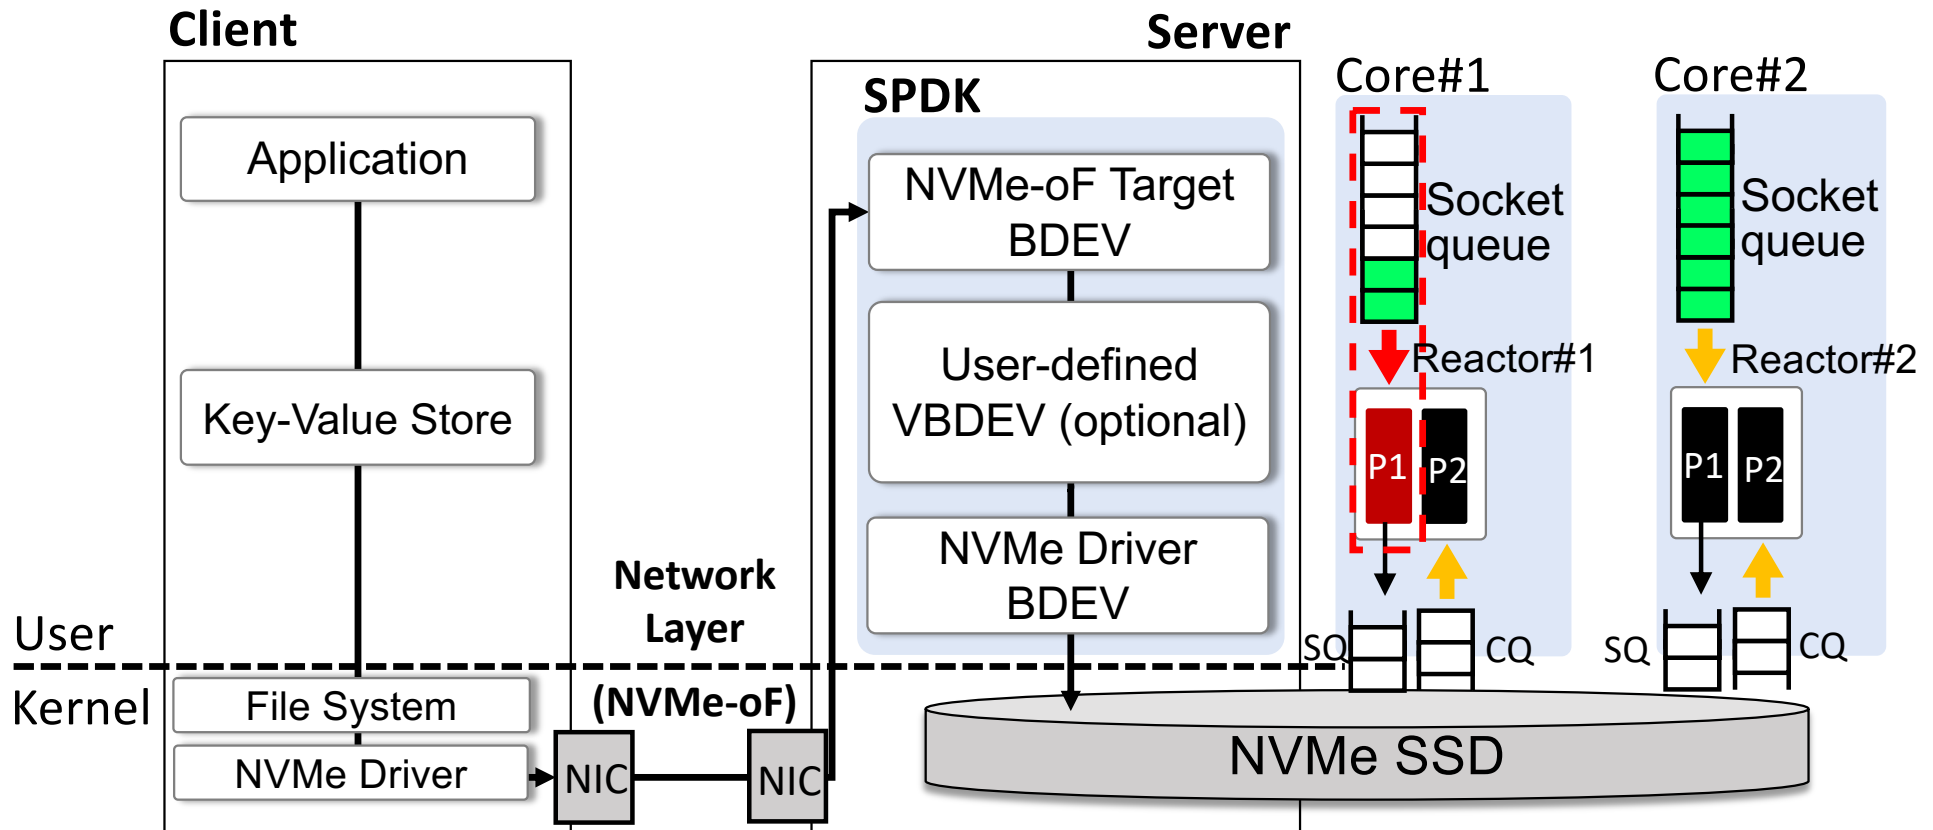 Client
Application
Key-Value Store
User
Kernel
File System
NVMe Driver
NIC
Network
Layer
(NVMe-oF)
NIC
Server
SPDK
NVMe-oF Target
BDEV
User-defined
VBDEV (optional)
NVMe Driver
BDEV
NVMe SSD
Core#1
Socket
queue
Reactor#1
P1
P2
SQ
CQ
Core#2
Socket
queue
Reactor#2
P1
P2
SQ
CQ